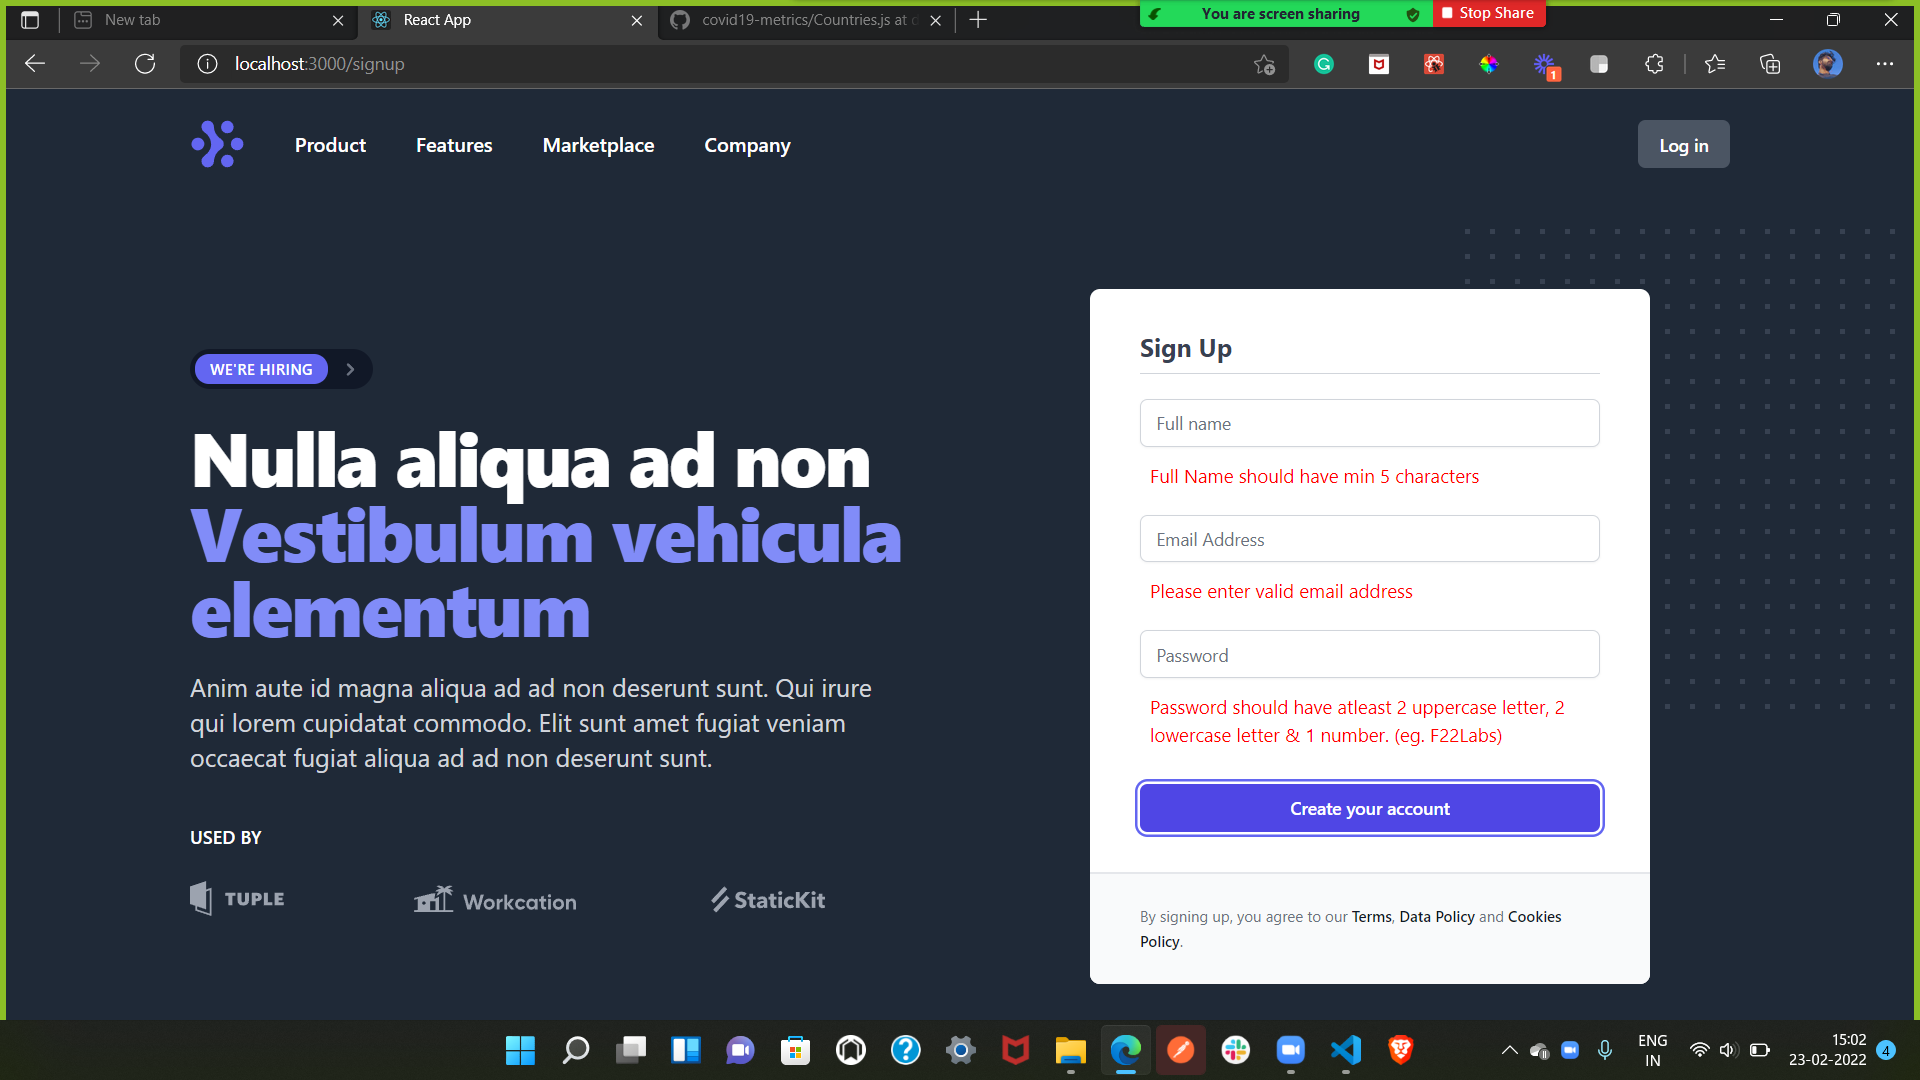 New tab
React App
covid19-metrics/Countries.js at
You are screen sharing
Stop Share
localhost:3000/signup
1
Product
Features
Marketplace
Company
Log in
WE'RE HIRING
Nulla aliqua ad non
Vestibulum vehicula
elementum
Anim aute id magna aliqua ad ad non deserunt sunt. Qui irure
qui lorem cupidatat commodo. Elit sunt amet fugiat veniam
occaecat fugiat aliqua ad ad non deserunt sunt.
USED BY
TUPLE
Workcation
StaticKit
Sign Up
Full name
Full Name should have min 5 characters
Email Address
Please enter valid email address
Password
Password should have atleast 2 uppercase letter, 2
lowercase letter & 1 number. (eg. F22Labs)
Create your account
By signing up, you agree to our Terms, Data Policy and Cookies
Policy.
ENG
IN
15:02
23-02-2022
4